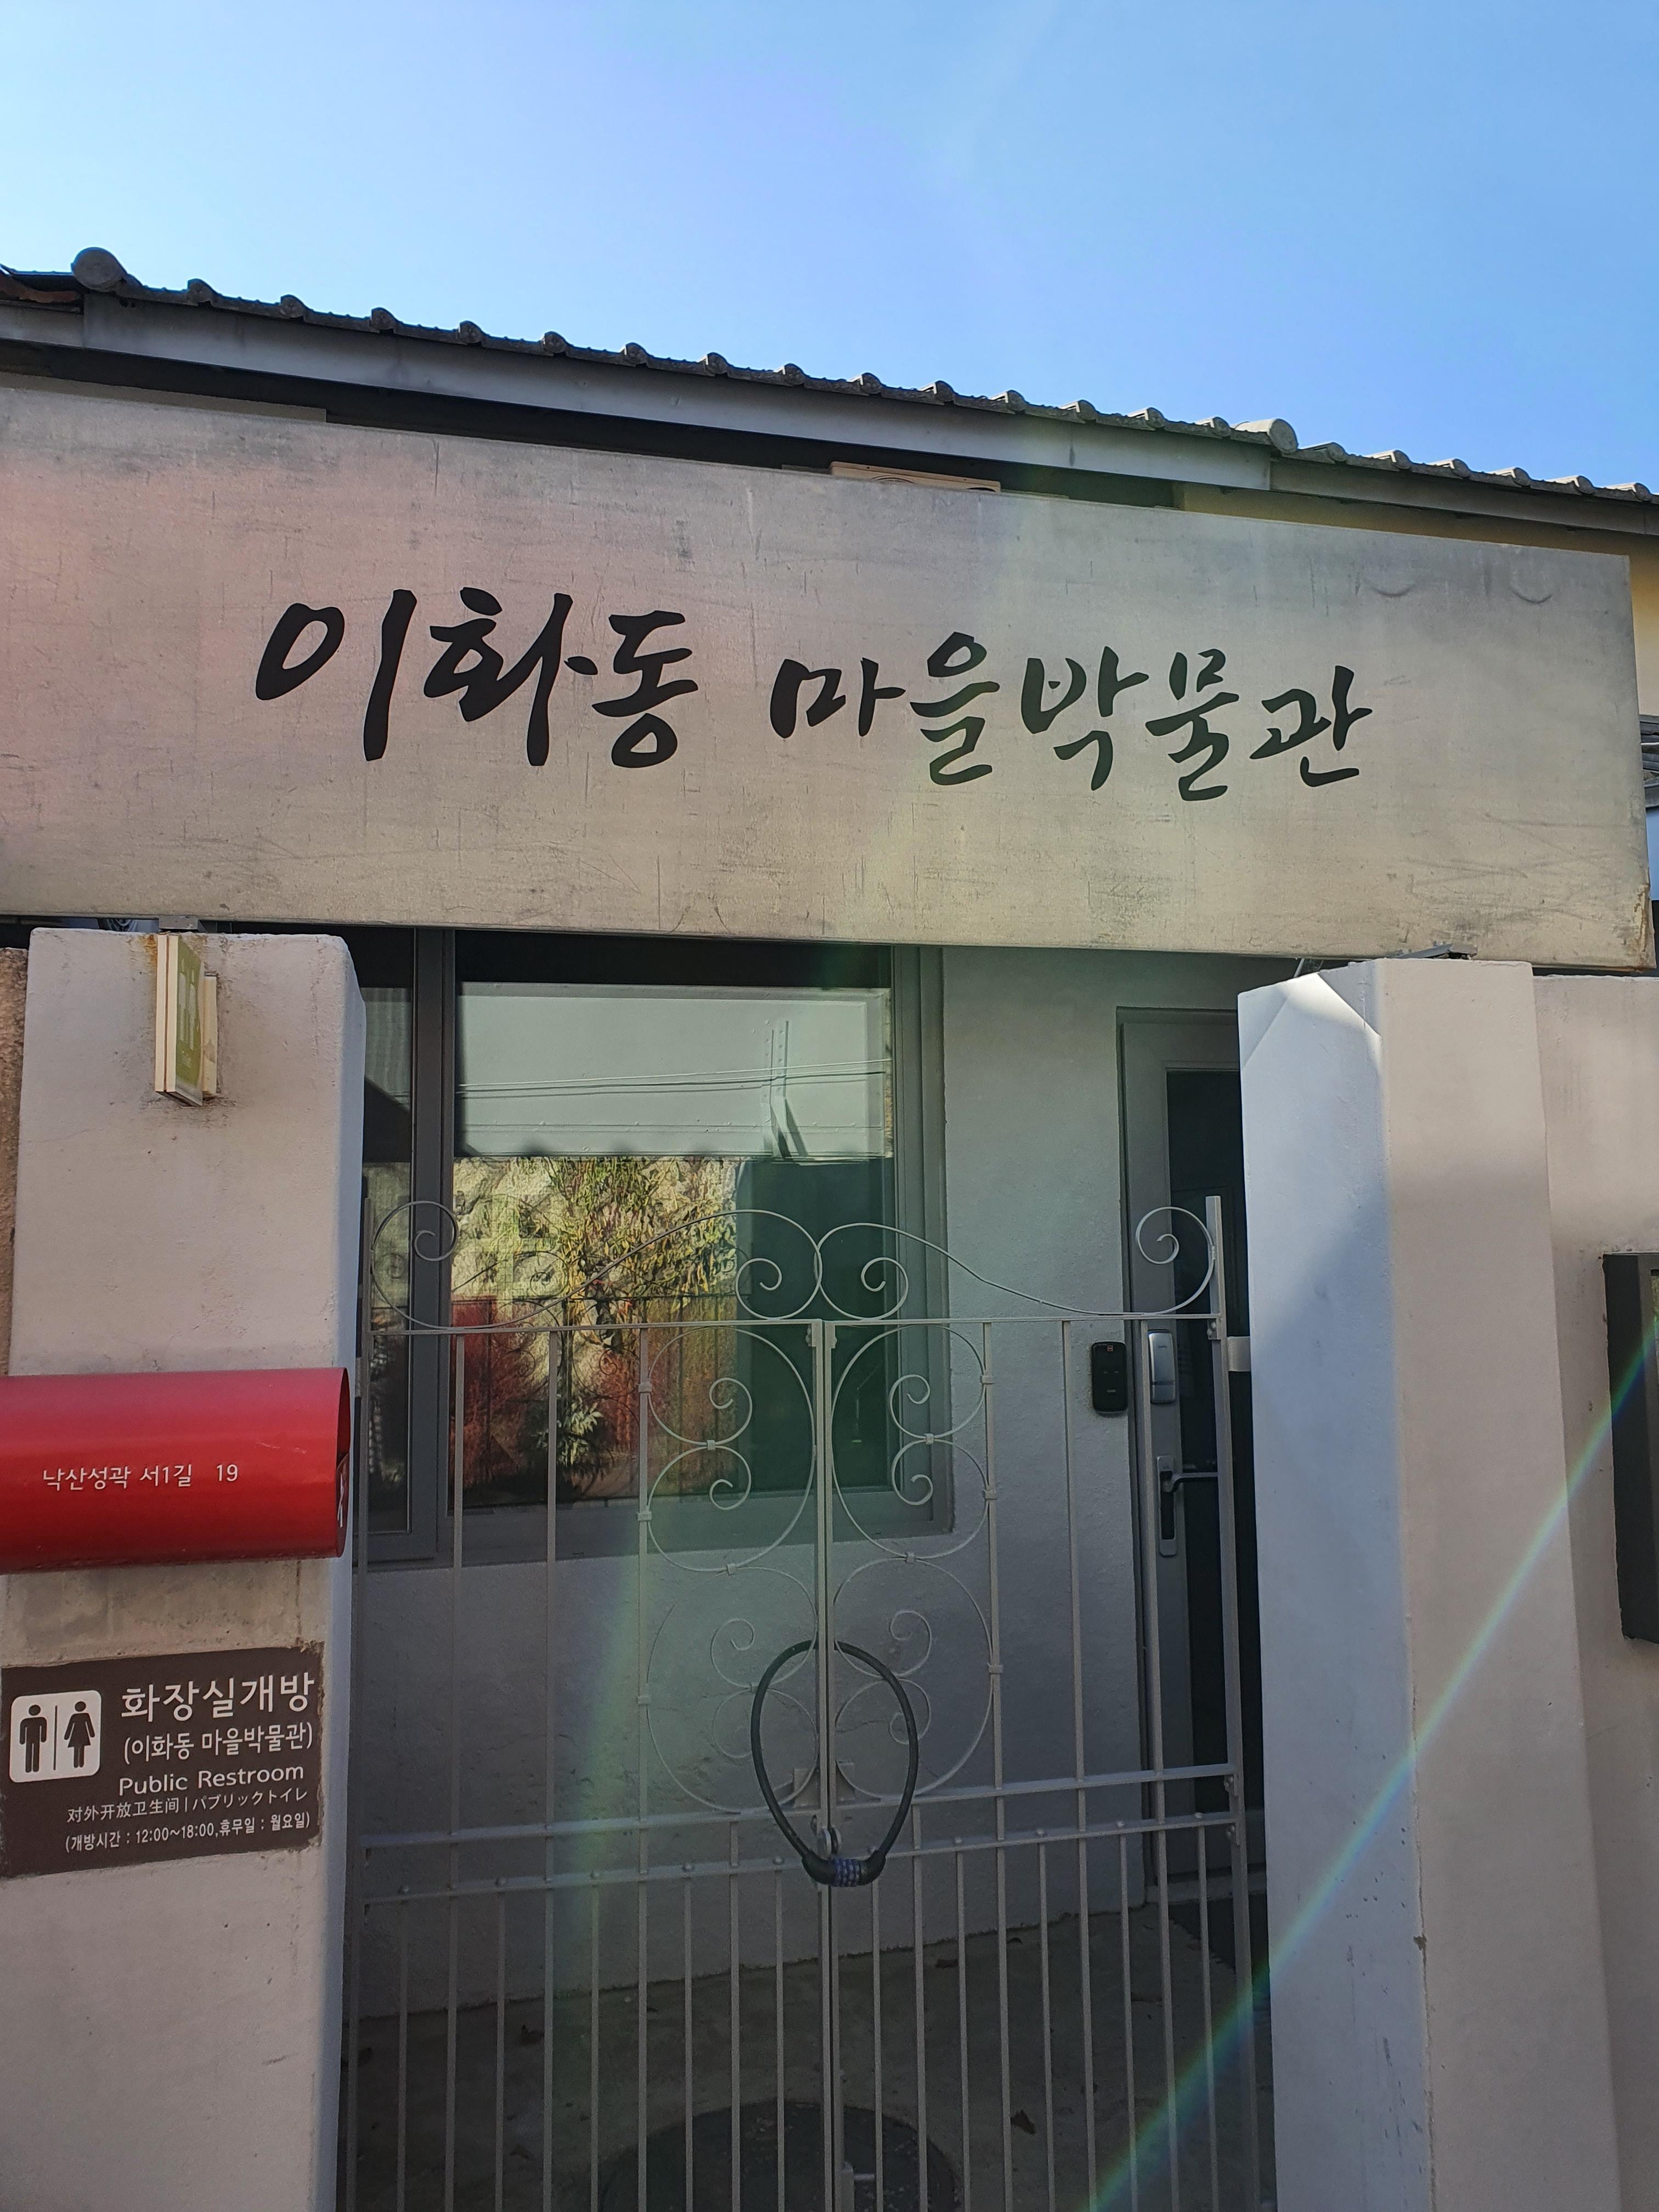 이화동 마을박물관
낙산성곽 서1길 19
화장실개방
(이화동 마을박물관)
Public Restroom
对外开放卫生间 | パブリックトイレ
(개방시간 : 12:00~18:00,휴무일 : 월요일)